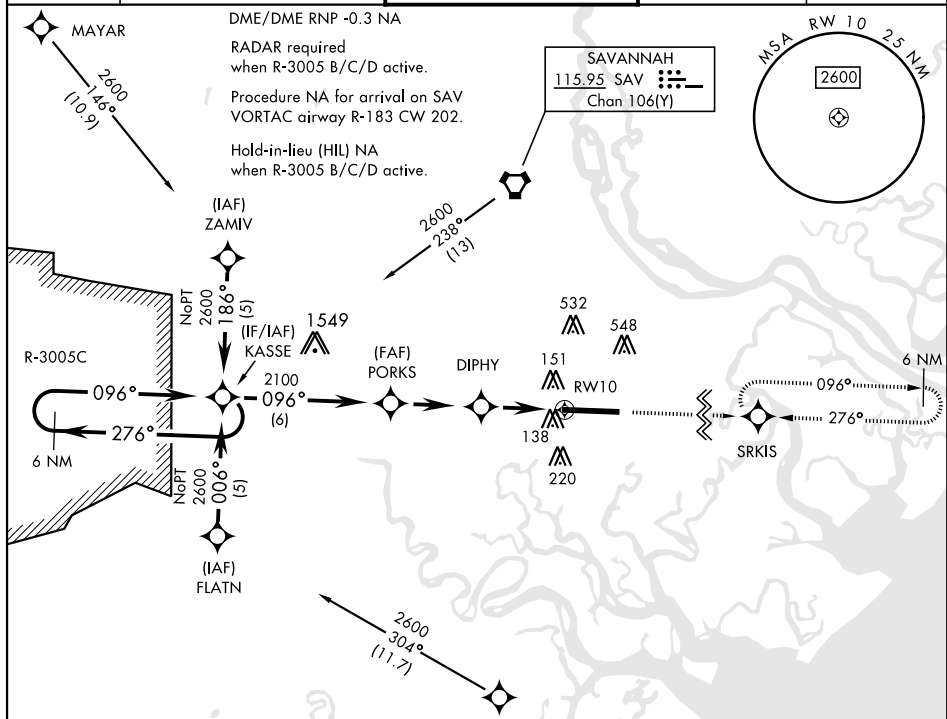 MAYAR
2600
146°
(10.9)
DME/DME RNP -0.3 NA
RADAR required
when R-3005 B/C/D active.
Procedure NA for arrival on SAV
VORTAC airway R-183 CW 202.
Hold-in-lieu (HIL) NA
when R-3005 B/C/D active.
SAVANNAH
115.95 SAV
Chan 106(Y)
MSA RW 10 25 NM
2600
2600
238°
(13)
(IAF)
ZAMIV
NoPT
2600
186°
(5)
(IF/IAF)
KASSE
1549
532
548
151
R-3005C
096°
276°
6 NM
2100
096°
(6)
(FAF)
PORKS
DIPHY
RW10
138
220
6 NM
096°
276°
SRKIS
NoPT
2600
006°
(5)
(IAF)
FLATN
2600
304°
(11.7)